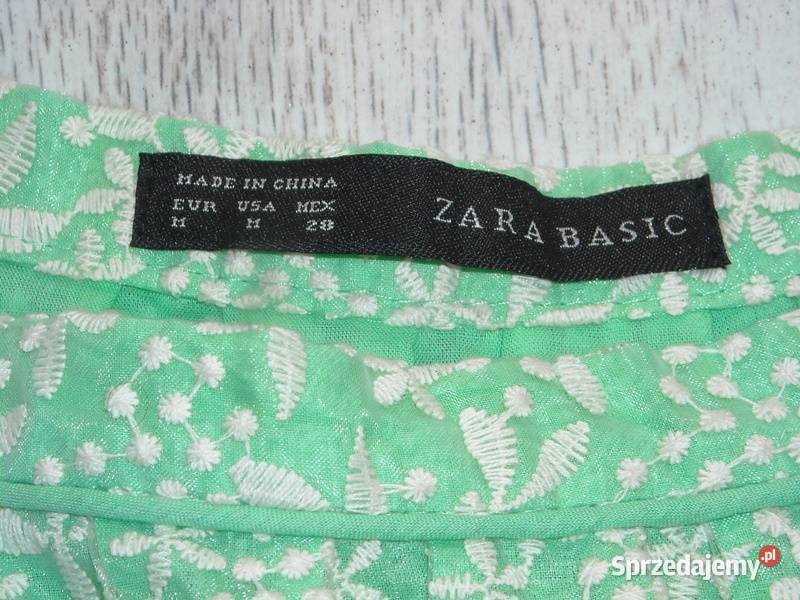 MADE IN CHINA
EUR USA MEX
M M 28
ZARA BASIC
Sprzedajemy.pl